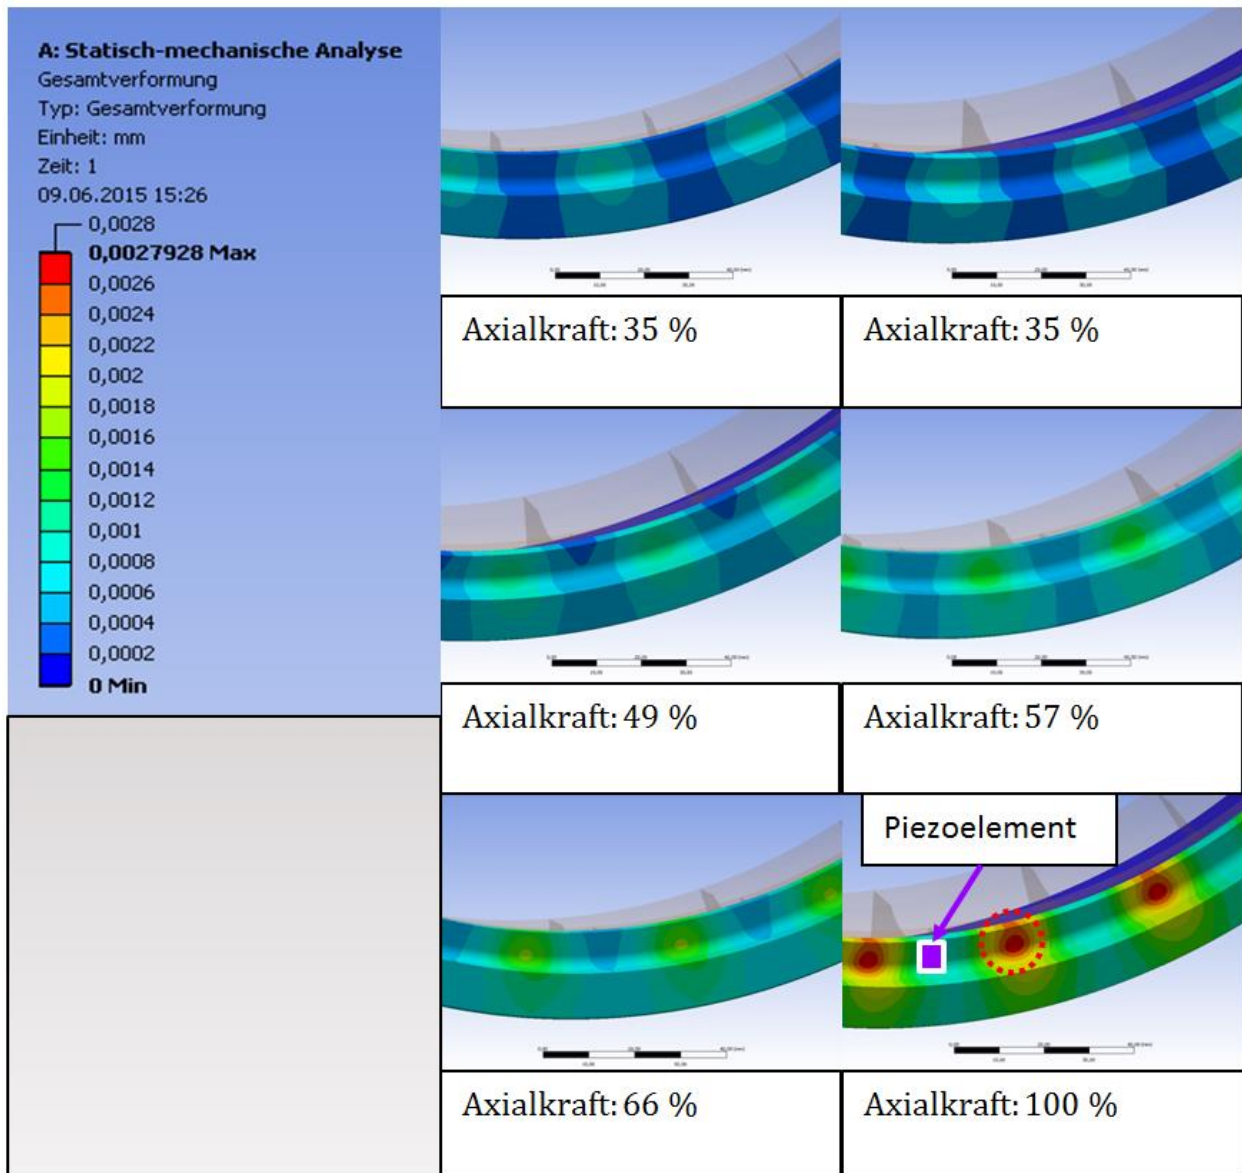 A: Statisch-mechanische Analyse
Gesamtverformung
Typ: Gesamtverformung
Einheit: mm
Zeit: 1
09.06.2015 15:26
0,0028
0,0027928 Max
0,0026
0,0024
0,0022
0,002
0,0018
0,0016
0,0014
0,0012
0,001
0,0008
0,0006
0,0004
0,0002
0 Min
Axialkraft: 35 %
Axialkraft: 35 %
Axialkraft: 49 %
Axialkraft: 57 %
Piezoelement
Axialkraft: 66 %
Axialkraft: 100 %